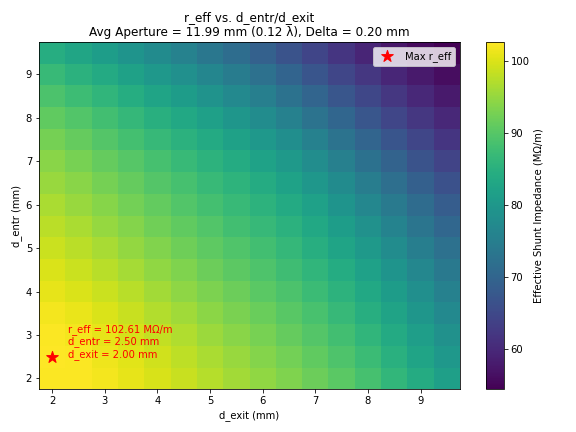 r_eff vs. d_entr/d_exit
Avg Aperture = 11.99 mm (0.12 λ), Delta = 0.20 mm
Max r_eff
9
8
7
6
5
4
3
2
d_entr (mm)
r_eff = 102.61 MΩ/m
d_entr = 2.50 mm
d_exit = 2.00 mm
2 3 4 5 6 7 8 9
d_exit (mm)
100
90
80
70
60
Effective Shunt Impedance (MΩ/m)